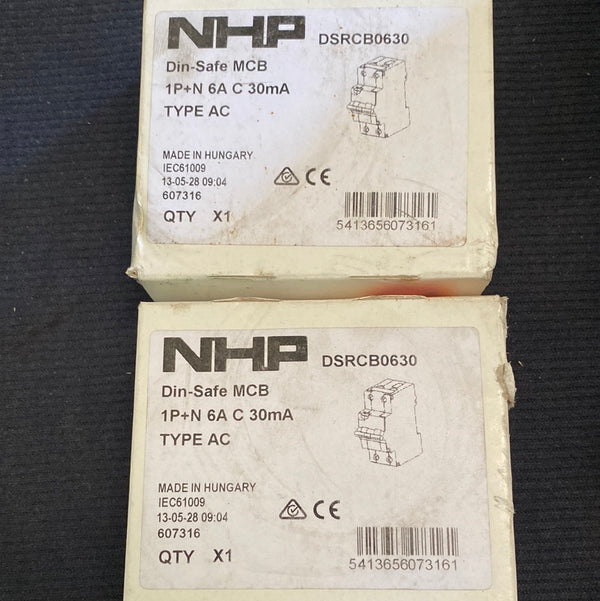 NHP DSRCB0630
Din-Safe MCB
1P+N 6A C 30mA
TYPE AC
MADE IN HUNGARY
IEC61009
13-05-28 09:04
607316
QTY X1
CE
5413656073161
NHP DSRCB0630
Din-Safe MCB
1P+N 6A C 30mA
TYPE AC
MADE IN HUNGARY
IEC61009
13-05-28 09:04
607316
QTY X1
CE
5413656073161